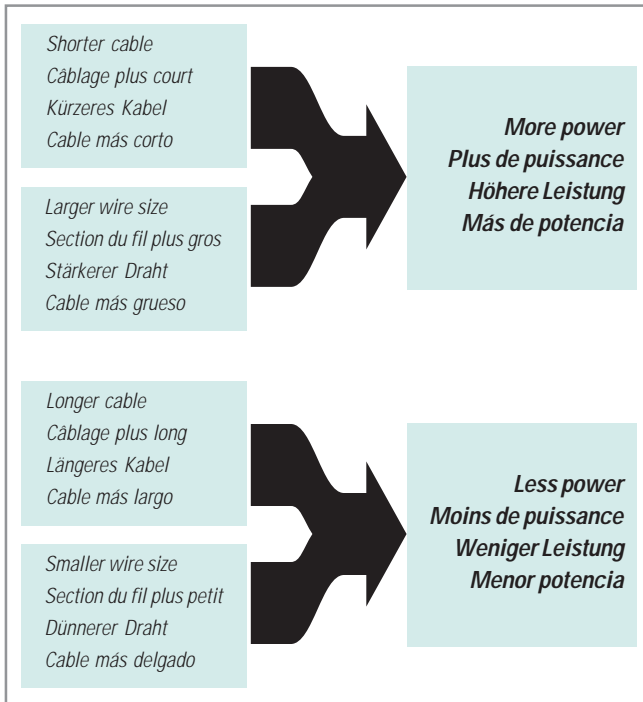 Shorter cable
Câblage plus court
Kürzeres Kabel
Cable más corto
Larger wire size
Section du fil plus gros
Stärkerer Draht
Cable más grueso
More power
Plus de puissance
Höhere Leistung
Más de potencia
Longer cable
Câblage plus long
Längeres Kabel
Cable más largo
Smaller wire size
Section du fil plus petit
Dünnerer Draht
Cable más delgado
Less power
Moins de puissance
Weniger Leistung
Menor potencia